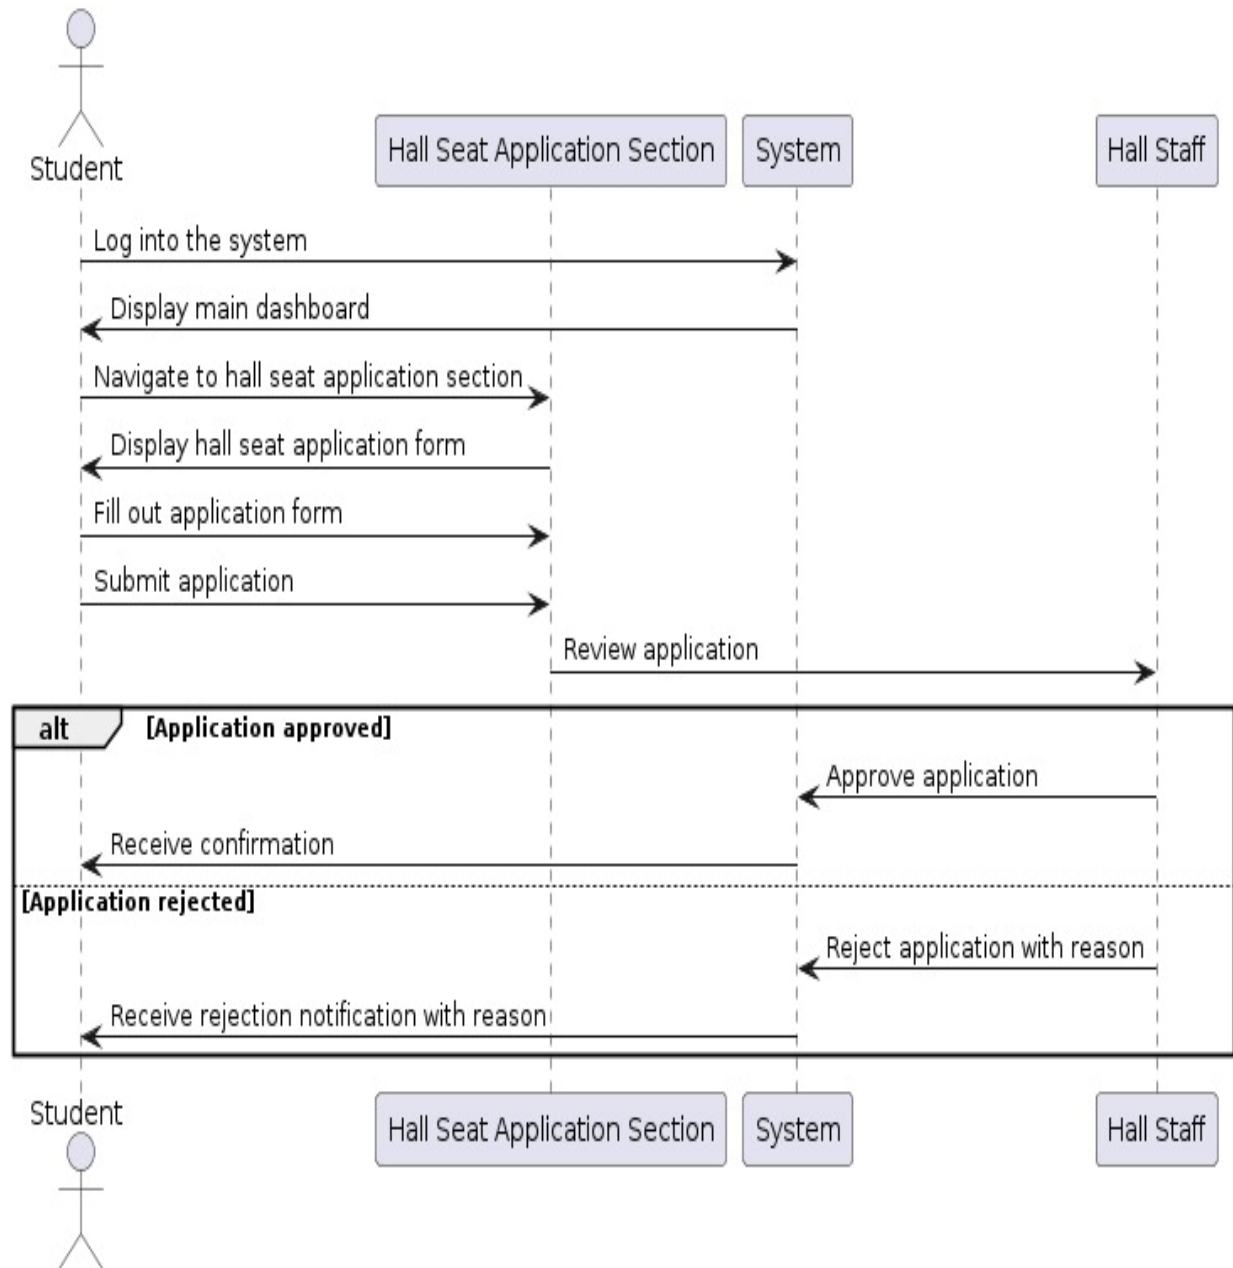 Student
Hall Seat Application Section
System
Hall Staff
Log into the system
Display main dashboard
Navigate to hall seat application section
Display hall seat application form
Fill out application form
Submit application
Review application
alt
[Application approved]
Approve application
Receive confirmation
[Application rejected]
Reject application with reason
Receive rejection notification with reason
Student
Hall Seat Application Section
System
Hall Staff